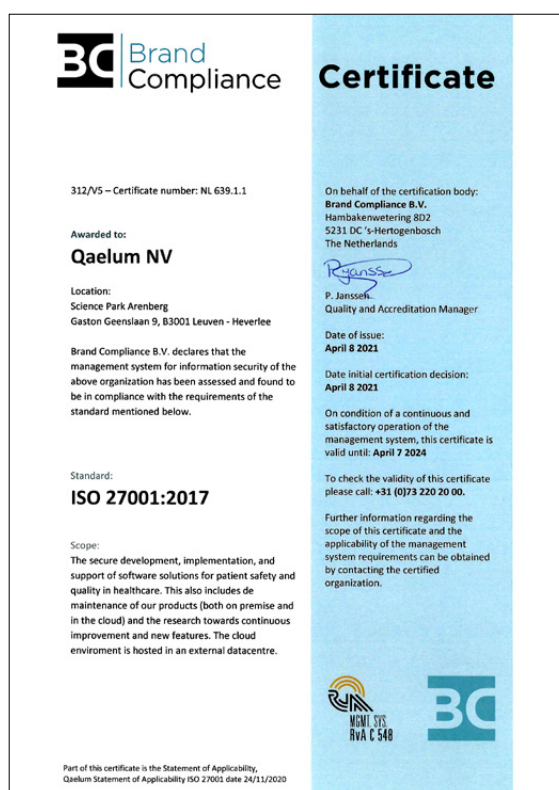 BC Brand
Compliance
Certificate
312/V5 – Certificate number: NL 639.1.1
Awarded to:
Qaelum NV
Location:
Science Park Arenberg
Gaston Geenslaan 9, B3001 Leuven - Heverlee
Brand Compliance B.V. declares that the
management system for information security of the
above organization has been assessed and found to
be in compliance with the requirements of the
standard mentioned below.
Standard:
ISO 27001:2017
Scope:
The secure development, implementation, and
support of software solutions for patient safety and
quality in healthcare. This also includes de
maintenance of our products (both on premise and
in the cloud) and the research towards continuous
improvement and new features. The cloud
enviroment is hosted in an external datacentre.
Part of this certificate is the Statement of Applicability,
Qaelum Statement of Applicability ISO 27001 date 24/11/2020
On behalf of the certification body:
Brand Compliance B.V.
Hambakenwetering 8D2
5231 DC 's-Hertogenbosch
The Netherlands
PJanssen
P. Janssen
Quality and Accreditation Manager
Date of issue:
April 8 2021
Date initial certification decision:
April 8 2021
On condition of a continuous and
satisfactory operation of the
management system, this certificate is
valid until: April 7 2024
To check the validity of this certificate
please call: +31 (0)73 220 20 00.
Further information regarding the
scope of this certificate and the
applicability of the management
system requirements can be obtained
by contacting the certified
organization.
RVA
MGMT. SYS.
RvA C 548
BC